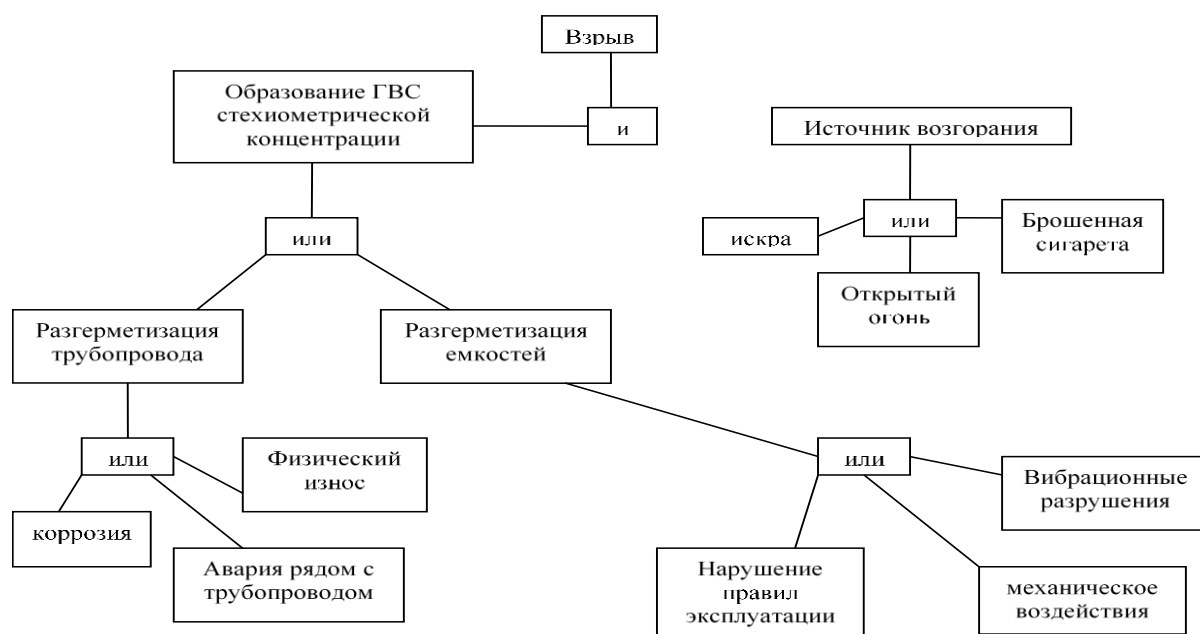 Взрыв
Образование ГВС
стехиометрической
концентрации
и
Источник возгорания
или
или
искра
Брошенная
сигарета
Открытый
огонь
Разгерметизация
трубопровода
Разгерметизация
емкостей
или
Физический
износ
коррозия
Авария рядом с
трубопроводом
или
Вибрационные
разрушения
Нарушение
правил
эксплуатации
механическое
воздействия